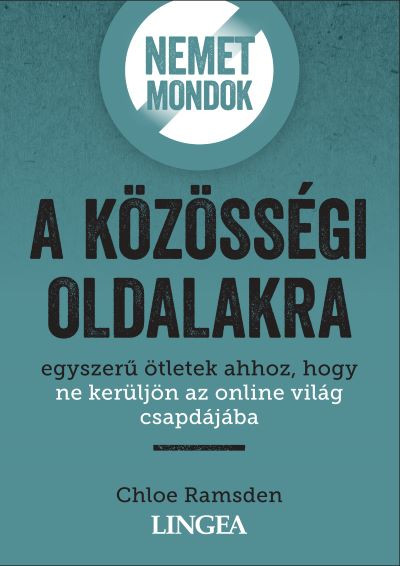 NEMET
MONDOK
A KÖZÖSSÉGI
OLDALAKRA
egyszerű ötletek ahhoz, hogy
ne kerüljön az online világ
csapdájába
Chloe Ramsden
LINGEA